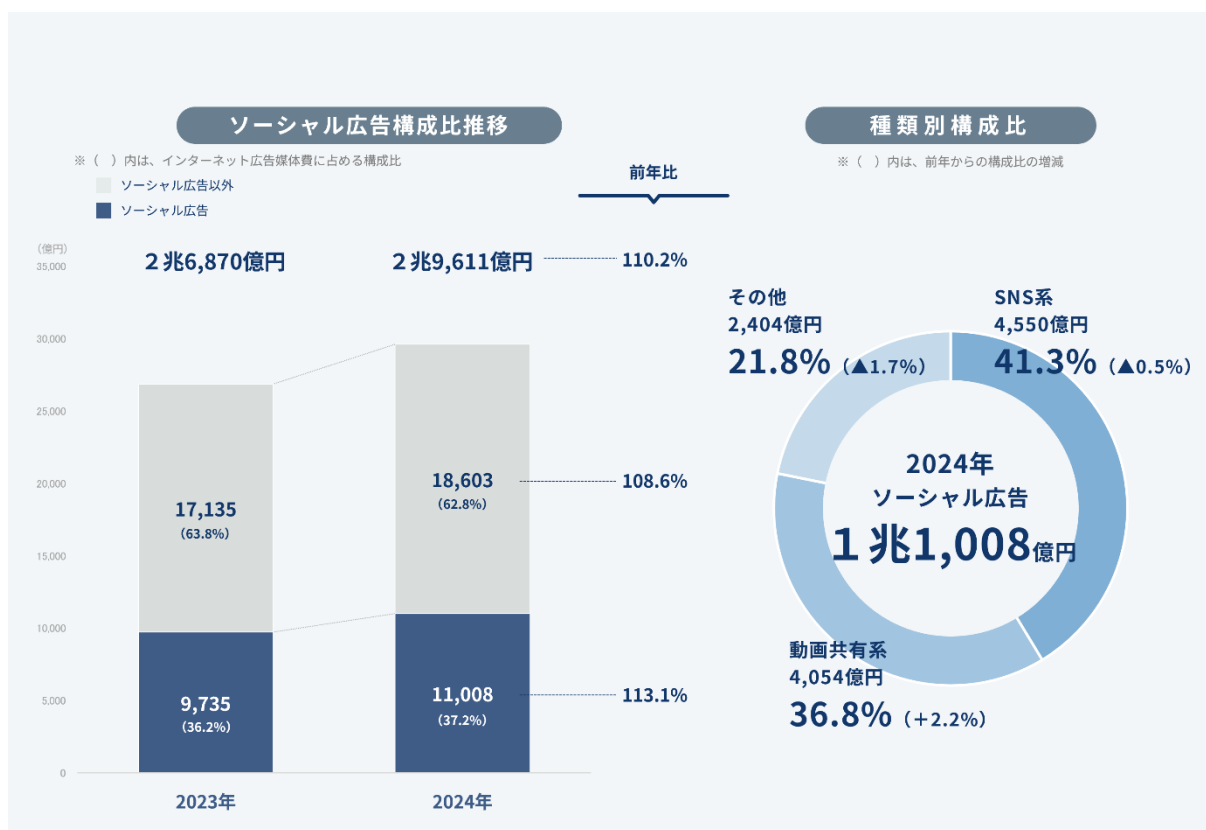 ソーシャル広告構成比推移
※（　）内は、インターネット広告媒体費に占める構成比
ソーシャル広告以外
ソーシャル広告
前年比
（億円）
35,000
30,000
25,000
20,000
15,000
10,000
5,000
0
２兆6,870億円
２兆9,611億円
110.2%
17,135
（63.8%）
18,603
（62.8%）
108.6%
9,735
（36.2%）
11,008
（37.2%）
113.1%
2023年
2024年
種類別構成比
※（　）内は、前年からの構成比の増減
その他
2,404億円
21.8%（▲1.7%）
SNS系
4,550億円
41.3%（▲0.5%）
2024年
ソーシャル広告
１兆1,008億円
動画共有系
4,054億円
36.8%（＋2.2%）